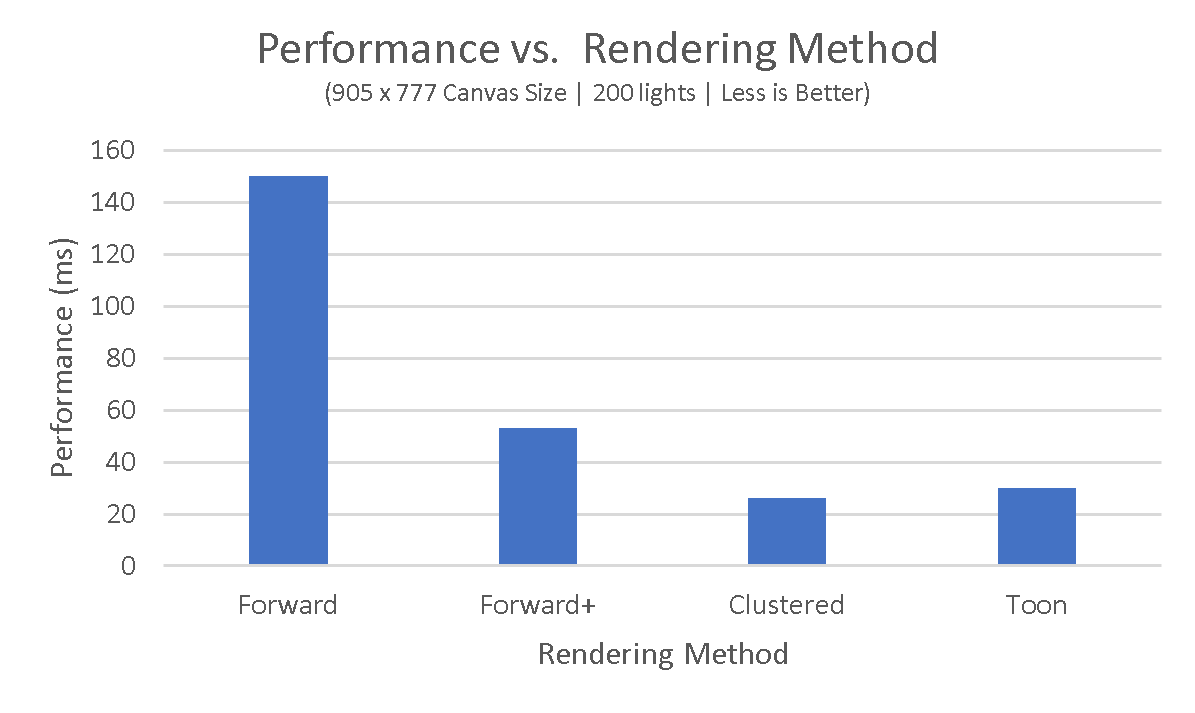 Performance vs.  Rendering Method
(905 x 777 Canvas Size | 200 lights | Less is Better)
160
140
120
100
80
60
40
20
0
Performance (ms)
Forward
Forward+
Clustered
Toon
Rendering Method